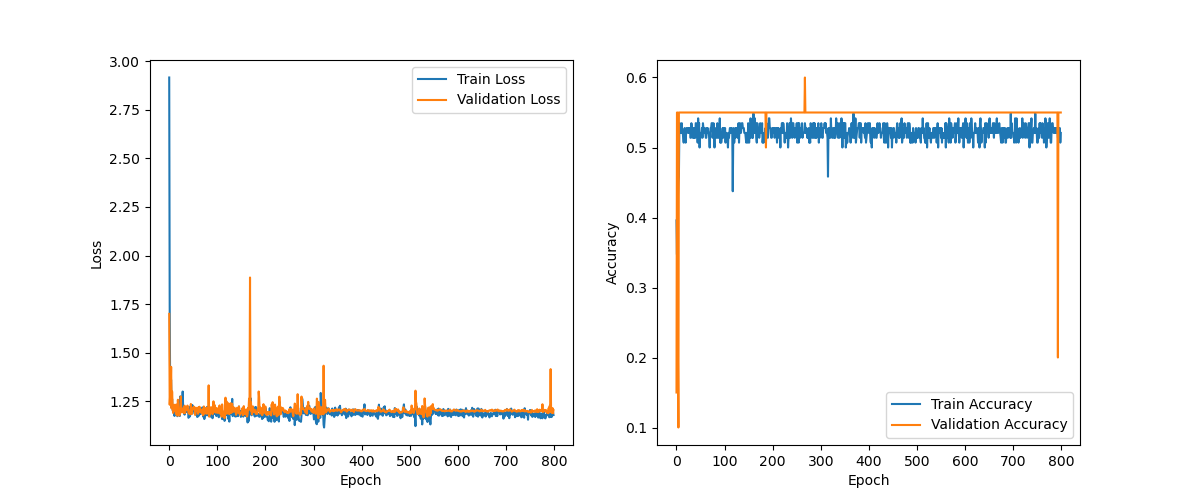 3.00
2.75
2.50
2.25
2.00
1.75
1.50
1.25
Loss
0 100 200 300 400 500 600 700 800
Epoch
Train Loss
Validation Loss
0.6
0.5
0.4
0.3
0.2
0.1
Accuracy
0 100 200 300 400 500 600 700 800
Epoch
Train Accuracy
Validation Accuracy